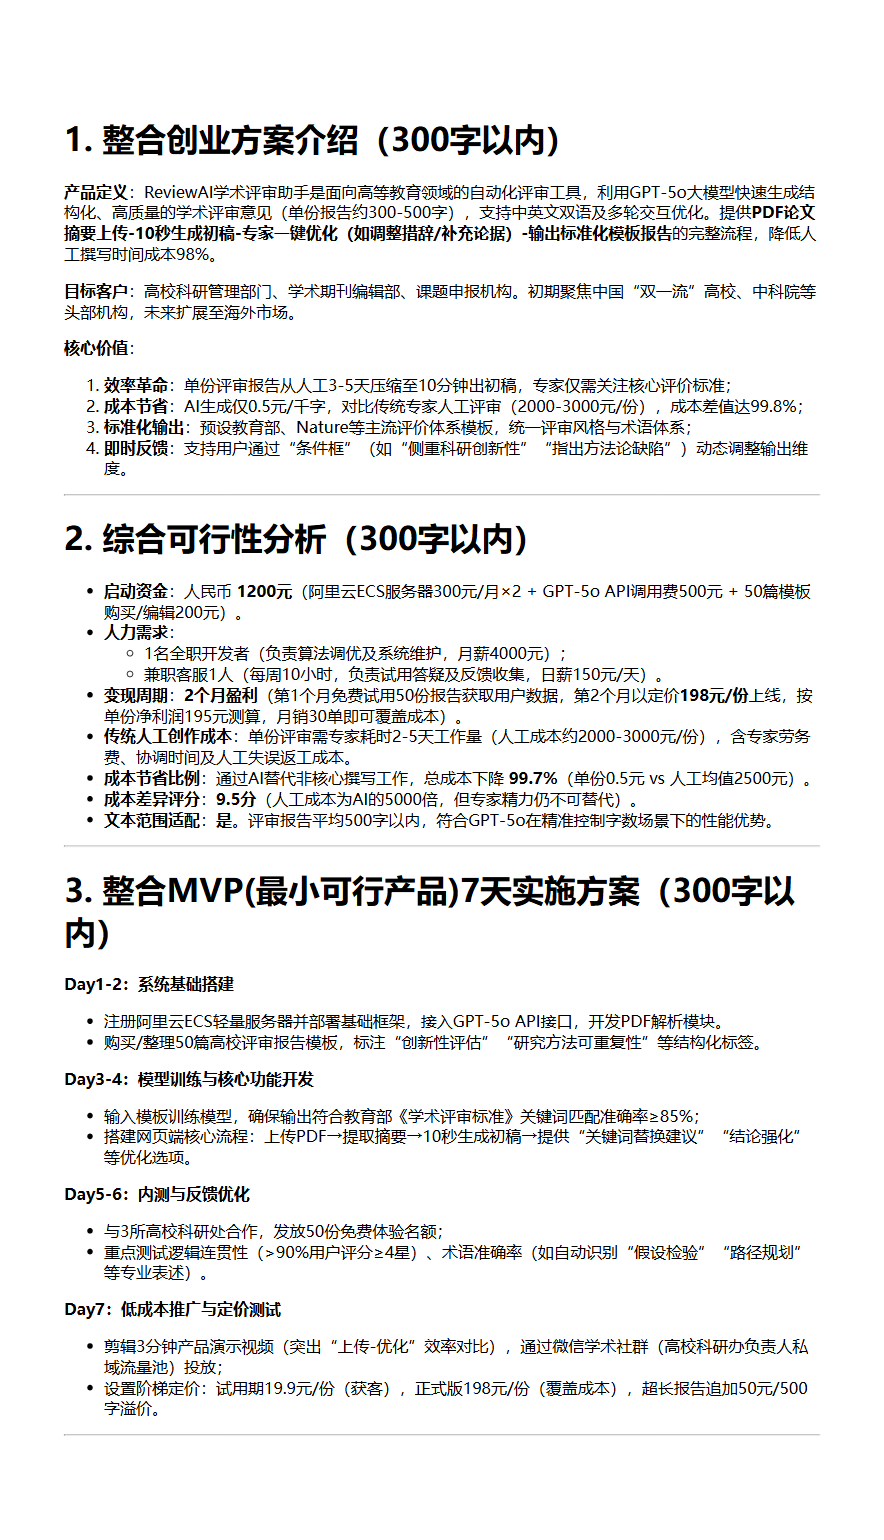 1. 整合创业方案介绍（300字以内）
产品定义：ReviewAI学术评审助手是面向高等教育领域的自动化评审工具，利用GPT-5o大模型快速生成结
构化、高质量的学术评审意见（单份报告约300-500字），支持中英文双语及多轮交互优化。提供PDF论文
摘要上传-10秒生成初稿-专家一键优化（如调整措辞/补充论据）-输出标准化模板报告的完整流程，降低人
工撰写时间成本98%。
目标客户：高校科研管理部门、学术期刊编辑部、课题申报机构。初期聚焦中国“双一流”高校、中科院等
头部机构，未来扩展至海外市场。
核心价值：
1. 效率革命：单份评审报告从人工3-5天压缩至10分钟出初稿，专家仅需关注核心评价标准；
2. 成本节省：AI生成仅0.5元/千字，对比传统专家人工评审（2000-3000元/份），成本差值达99.8%；
3. 标准化输出：预设教育部、Nature等主流评价体系模板，统一评审风格与术语体系；
4. 即时反馈：支持用户通过“条件框”（如“侧重科研创新性”“指出方法论缺陷”）动态调整输出维
度。
2. 综合可行性分析（300字以内）
• 启动资金：人民币 1200元（阿里云ECS服务器300元/月×2 + GPT-5o API调用费500元 + 50篇模板
购买/编辑200元）。
• 人力需求：
◦ 1名全职开发者（负责算法调优及系统维护，月薪4000元）；
◦ 兼职客服1人（每周10小时，负责试用答疑及反馈收集，日薪150元/天）。
• 变现周期：2个月盈利（第1个月免费试用50份报告获取用户数据，第2个月以定价198元/份上线，按
单份净利润195元测算，月销30单即可覆盖成本）。
• 传统人工创作成本：单份评审需专家耗时2-5天工作量（人工成本约2000-3000元/份），含专家劳务
费、协调时间及人工失误返工成本。
• 成本节省比例：通过AI替代非核心撰写工作，总成本下降 99.7%（单份0.5元 vs 人工均值2500元）。
• 成本差异评分：9.5分（人工成本为AI的5000倍，但专家精力仍不可替代）。
• 文本范围适配：是。评审报告平均500字以内，符合GPT-5o在精准控制字数场景下的性能优势。
3. 整合MVP(最小可行产品)7天实施方案（300字以
内）
Day1-2：系统基础搭建
• 注册阿里云ECS轻量服务器并部署基础框架，接入GPT-5o API接口，开发PDF解析模块。
• 购买/整理50篇高校评审报告模板，标注“创新性评估”“研究方法可重复性”等结构化标签。
Day3-4：模型训练与核心功能开发
• 输入模板训练模型，确保输出符合教育部《学术评审标准》关键词匹配准确率≥85%；
• 搭建网页端核心流程：上传PDF→提取摘要→10秒生成初稿→提供“关键词替换建议”“结论强化”
等优化选项。
Day5-6：内测与反馈优化
• 与3所高校科研处合作，发放50份免费体验名额；
• 重点测试逻辑连贯性（>90%用户评分≥4星）、术语准确率（如自动识别“假设检验”“路径规划”
等专业表述）。
Day7：低成本推广与定价测试
• 剪辑3分钟产品演示视频（突出“上传-优化”效率对比），通过微信学术社群（高校科研办负责人私
域流量池）投放；
• 设置阶梯定价：试用期19.9元/份（获客），正式版198元/份（覆盖成本），超长报告追加50元/500
字溢价。